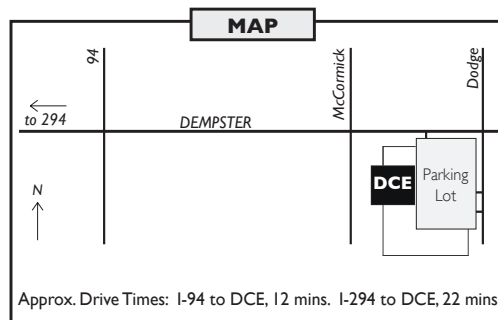 MAP
94
McCormick
Dodge
to 294
DEMPSTER
DCE
Parking
Lot
N
Approx. Drive Times: I-94 to DCE, 12 mins. I-294 to DCE, 22 mins